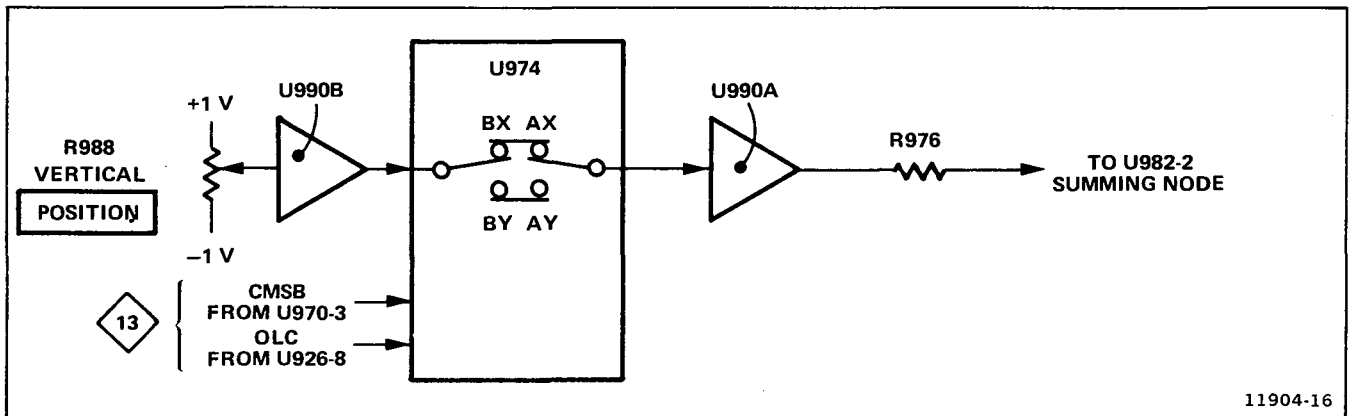 U974
U990B
U990A
+1 V
BX AX
R988
VERTICAL
POSITION
R976
TO U982-2
SUMMING NODE
BY AY
−1 V
13
CMSB
FROM U970-3
OLC
FROM U926-8
11904-16